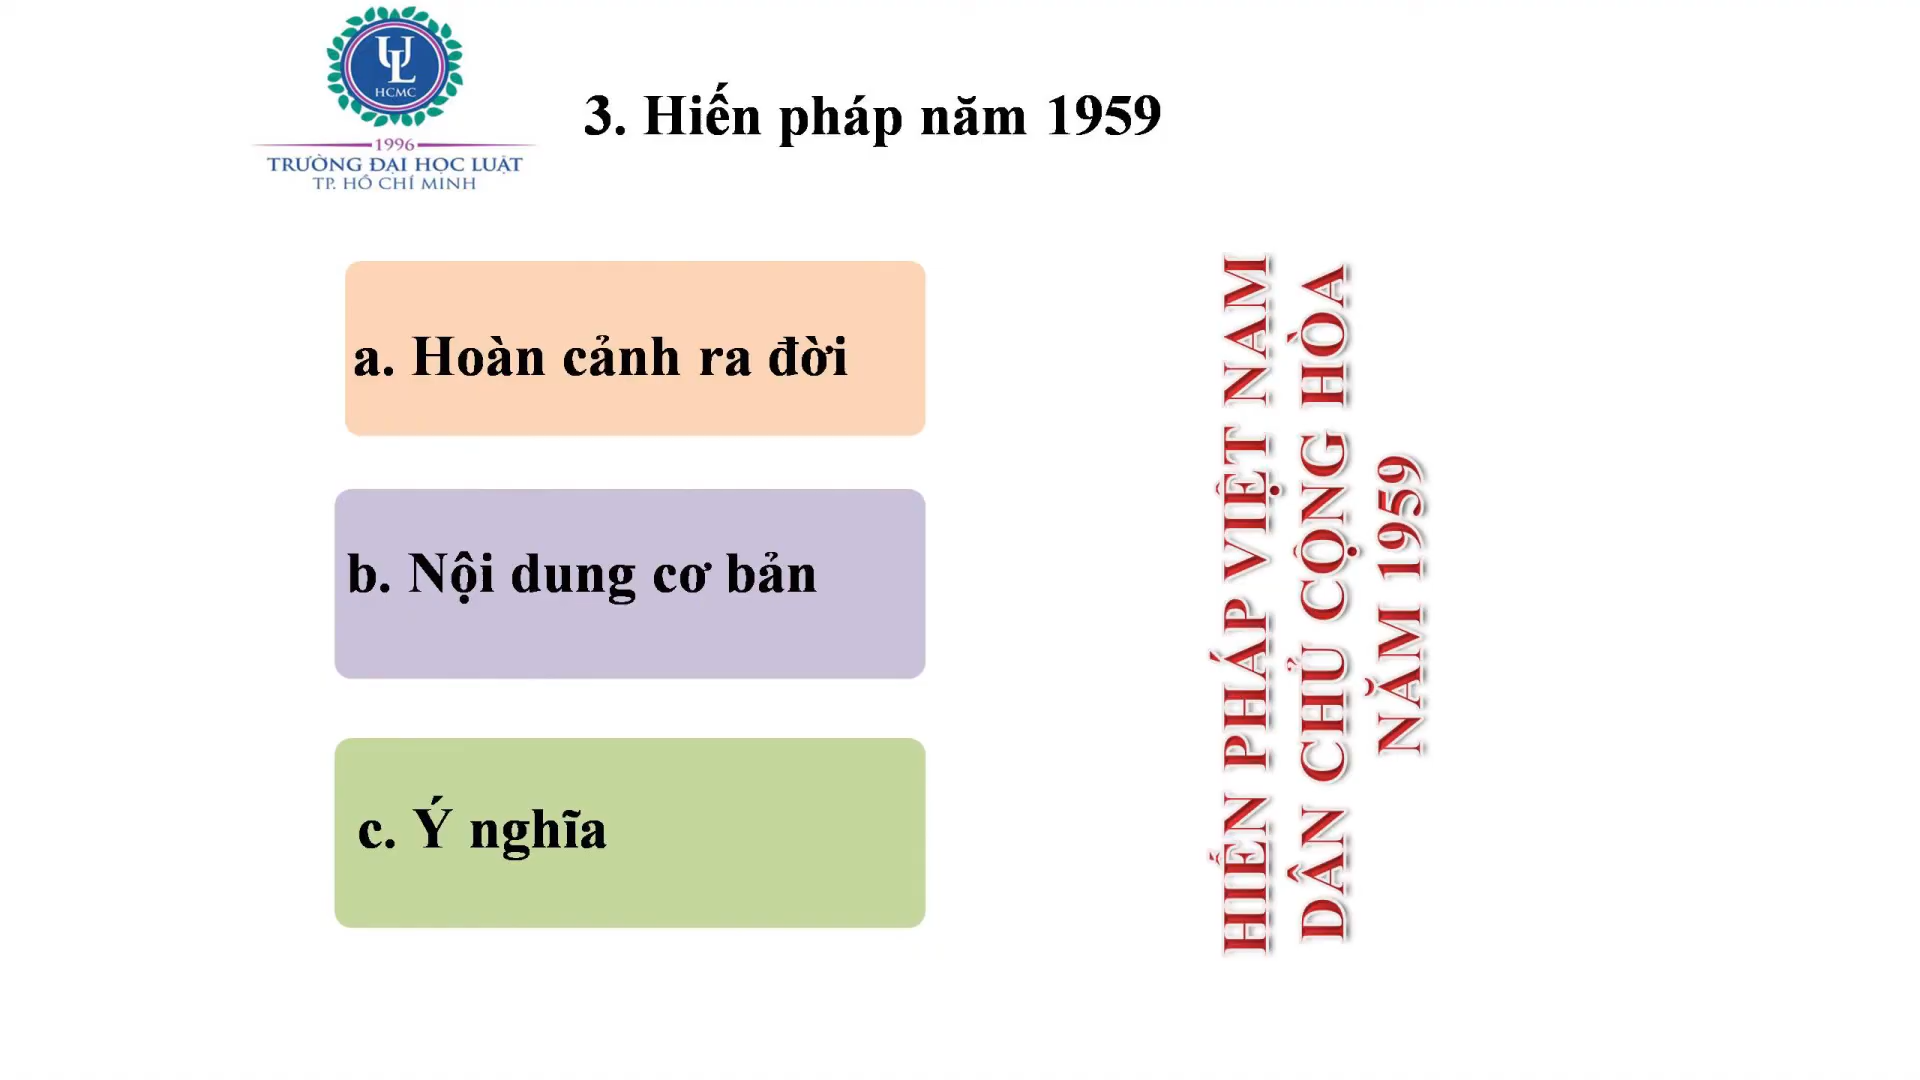 UL
HCMC
1996
TRƯỜNG ĐẠI HỌC LUẬT
TP. HỒ CHÍ MINH
3. Hiến pháp năm 1959
a. Hoàn cảnh ra đời
b. Nội dung cơ bản
c. Ý nghĩa
HIẾN PHÁP VIỆT NAM
DÂN CHỦ CỘNG HÒA
NĂM 1959